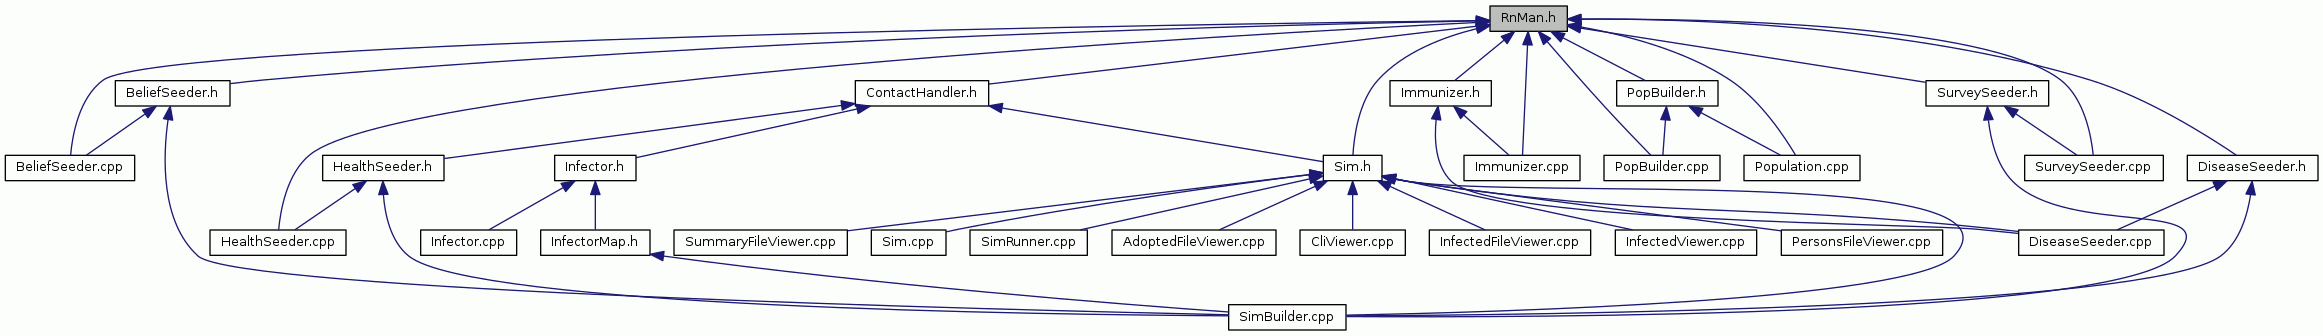 RnMan.h
BeliefSeeder.h
ContactHandler.h
Immunizer.h
PopBuilder.h
SurveySeeder.h
BeliefSeeder.cpp
HealthSeeder.h
Infector.h
Sim.h
Immunizer.cpp
PopBuilder.cpp
Population.cpp
SurveySeeder.cpp
DiseaseSeeder.h
HealthSeeder.cpp
Infector.cpp
InfectorMap.h
SummaryFileViewer.cpp
Sim.cpp
SimRunner.cpp
AdoptedFileViewer.cpp
CliViewer.cpp
InfectedFileViewer.cpp
InfectedViewer.cpp
PersonsFileViewer.cpp
DiseaseSeeder.cpp
SimBuilder.cpp